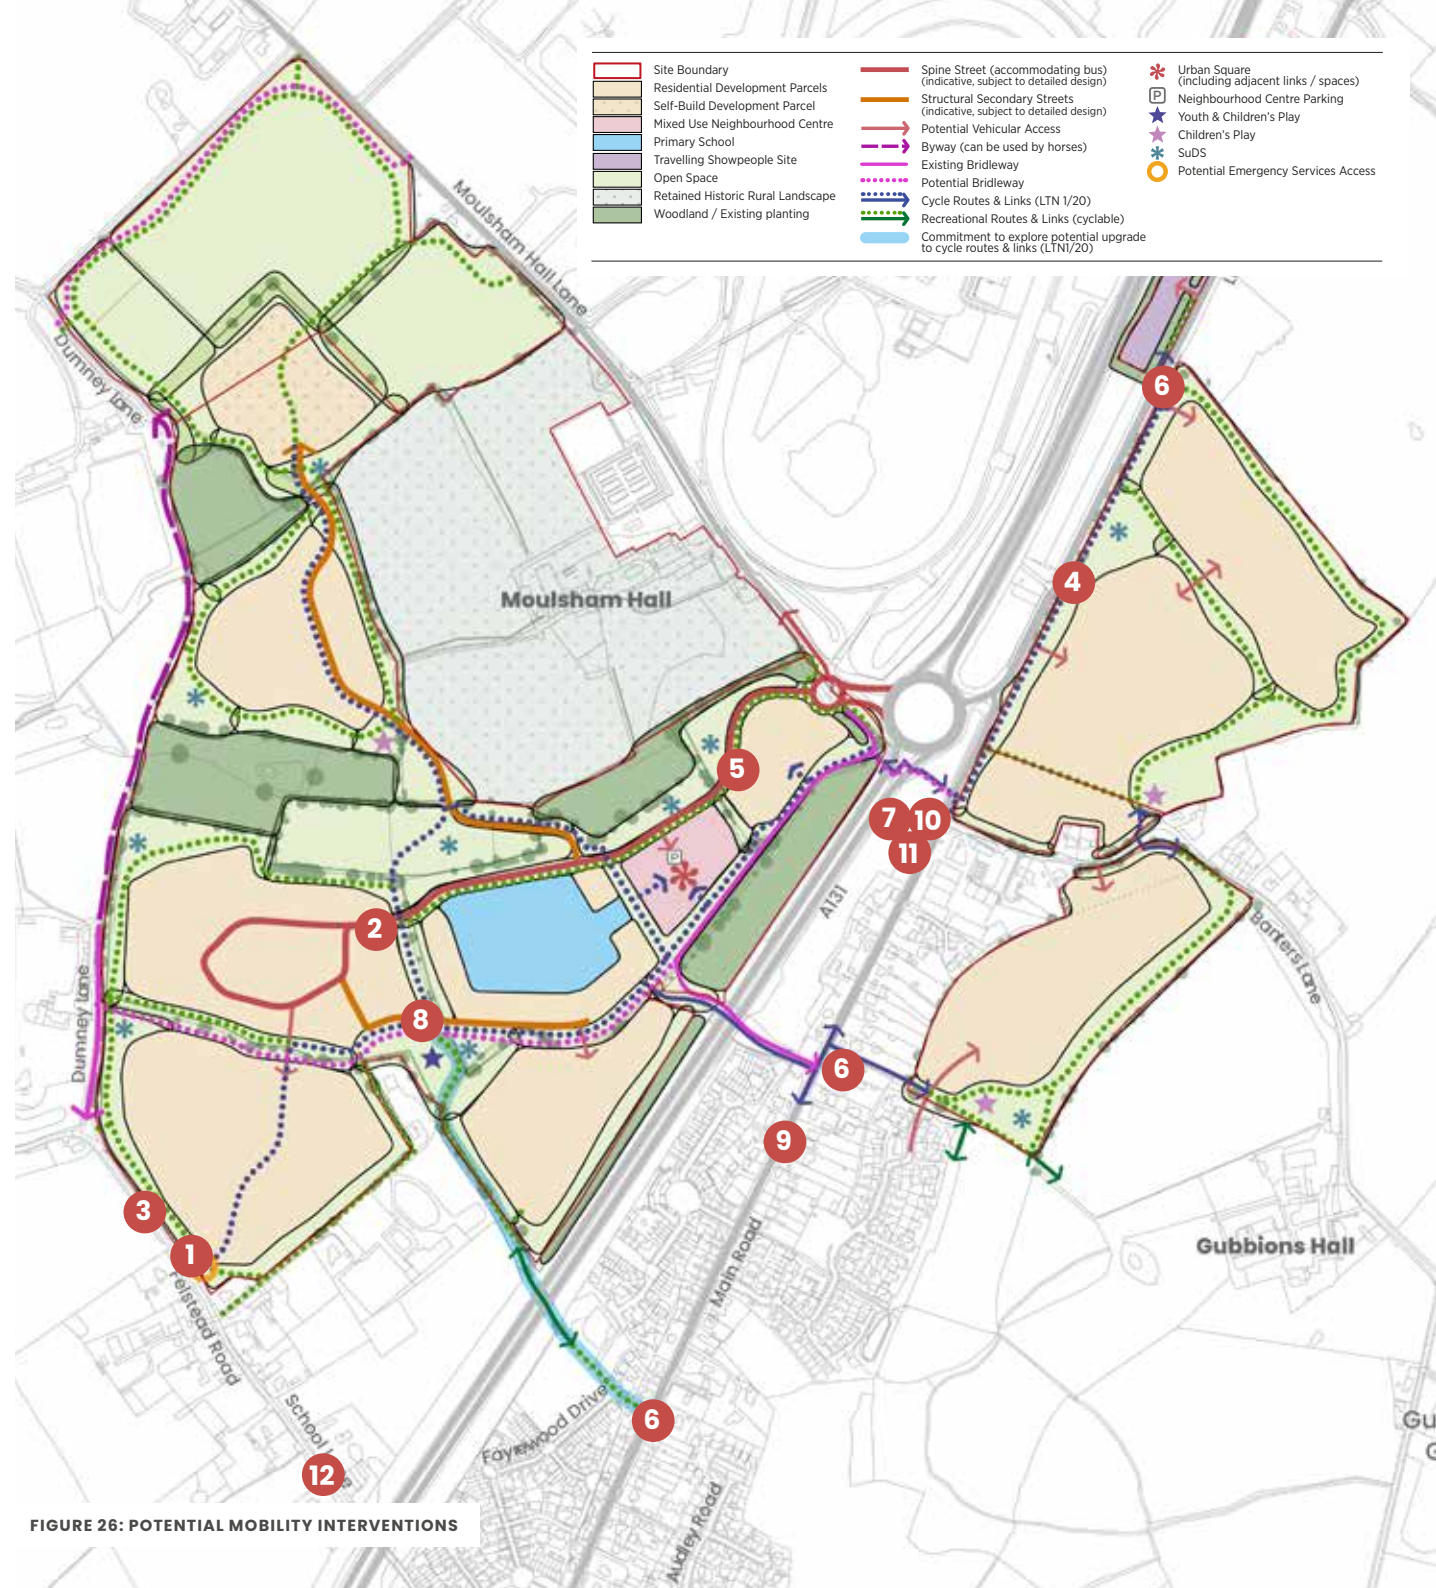 Site Boundary
Residential Development Parcels
Self-Build Development Parcel
Mixed Use Neighbourhood Centre
Primary School
Travelling Showpeople Site
Open Space
Retained Historic Rural Landscape
Woodland / Existing planting
Spine Street (accommodating bus)
(indicative, subject to detailed design)
Structural Secondary Streets
(indicative, subject to detailed design)
Potential Vehicular Access
Byway (can be used by horses)
Existing Bridleway
Potential Bridleway
Cycle Routes & Links (LTN 1/20)
Recreational Routes & Links (cyclable)
Commitment to explore potential upgrade
to cycle routes & links (LTN1/20)
Urban Square
(including adjacent links / spaces)
P
Neighbourhood Centre Parking
Youth & Children's Play
Children's Play
SuDS
Potential Emergency Services Access
Moulsham Hall Lane
Dumney Lane
6
4
Moulsham Hall
5
7
10
11
P
A131
2
Banters Lane
8
Dumney Lane
6
9
3
1
Gubbions Hall
Main Road
Felstead Road
School
Fayrewood Drive
6
12
Audley Road
FIGURE 26: POTENTIAL MOBILITY INTERVENTIONS